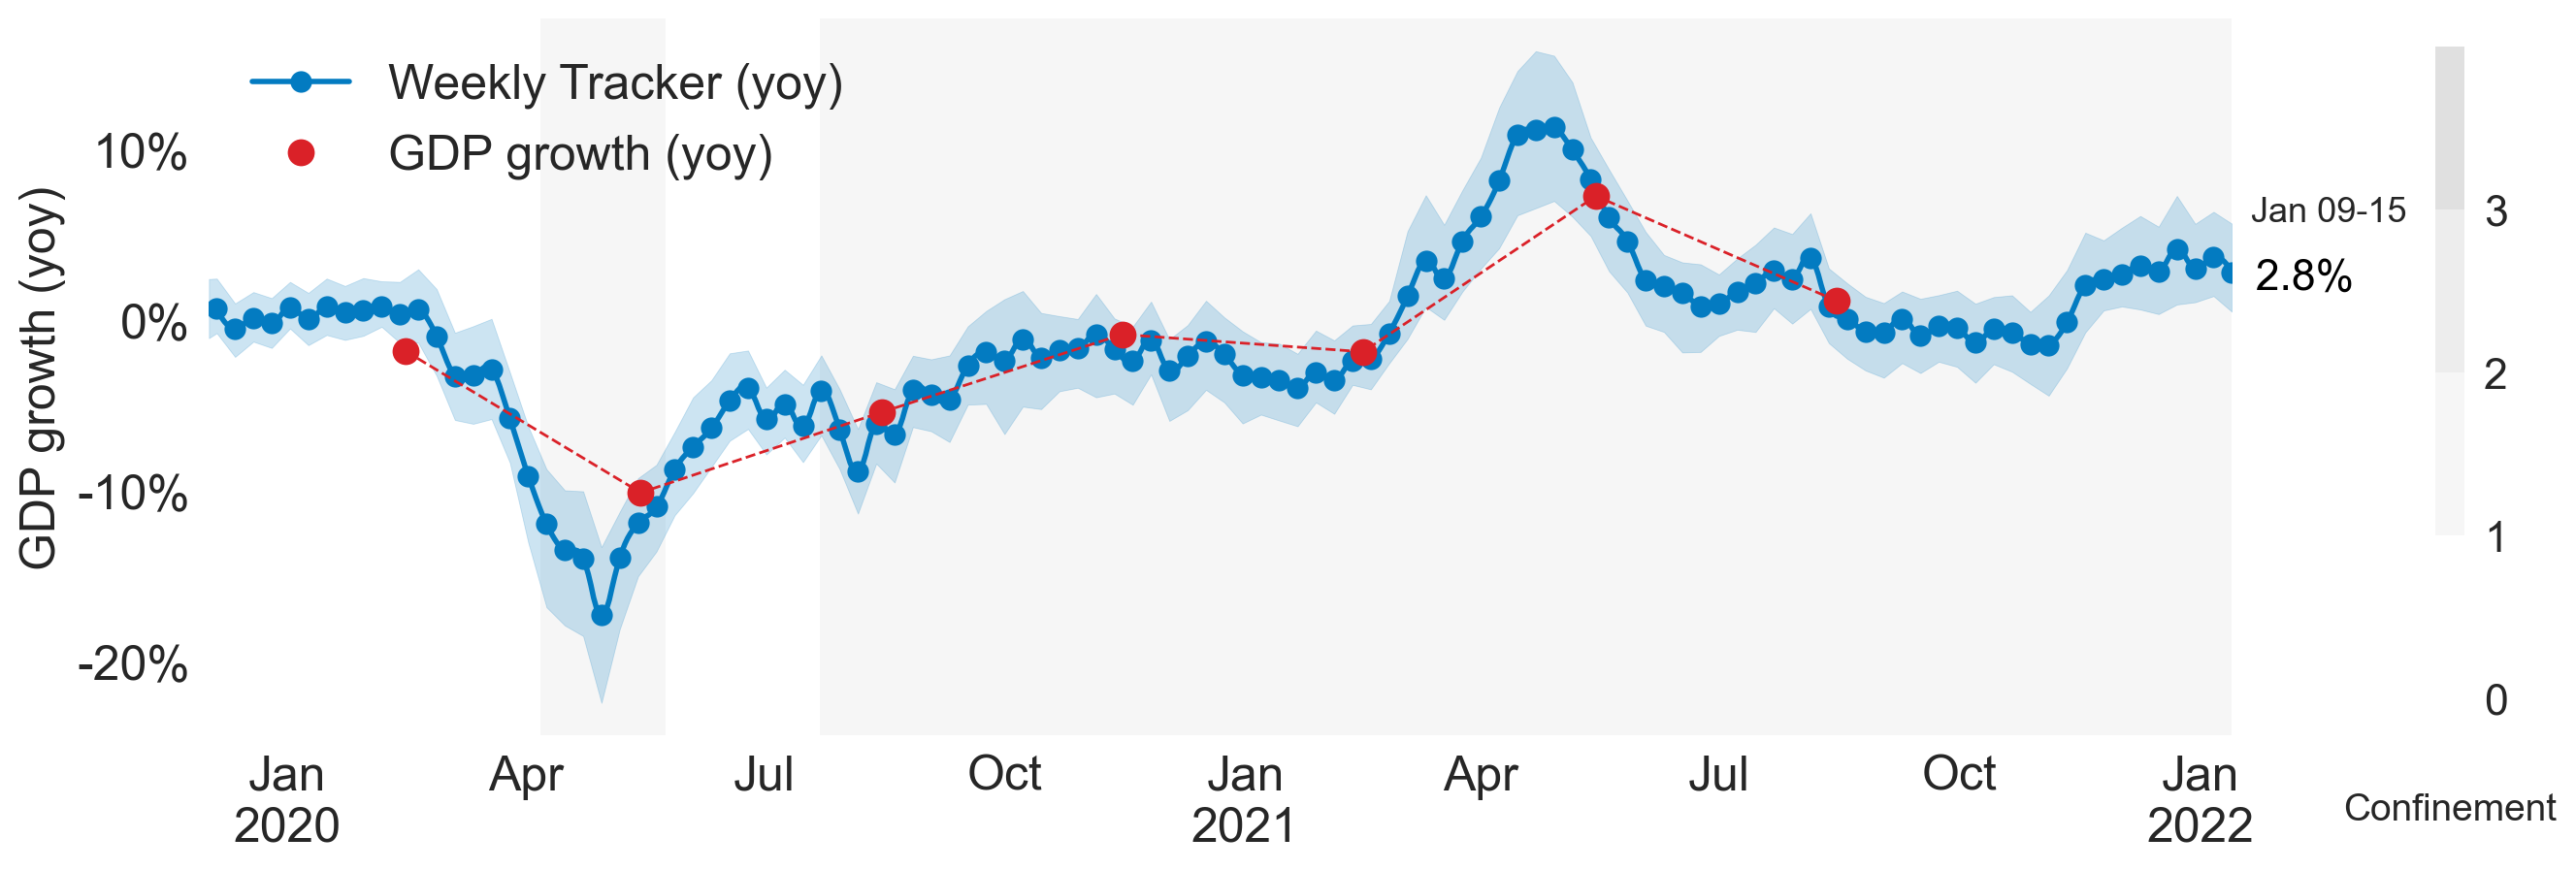 Weekly Tracker (yoy)
GDP growth (yoy)
GDP growth (yoy)
10%
0%
-10%
-20%
Jan
2020
Apr
Jul
Oct
Jan
2021
Apr
Jul
Oct
Jan
2022
Jan 09-15
2.8%
3
2
1
0
Confinement